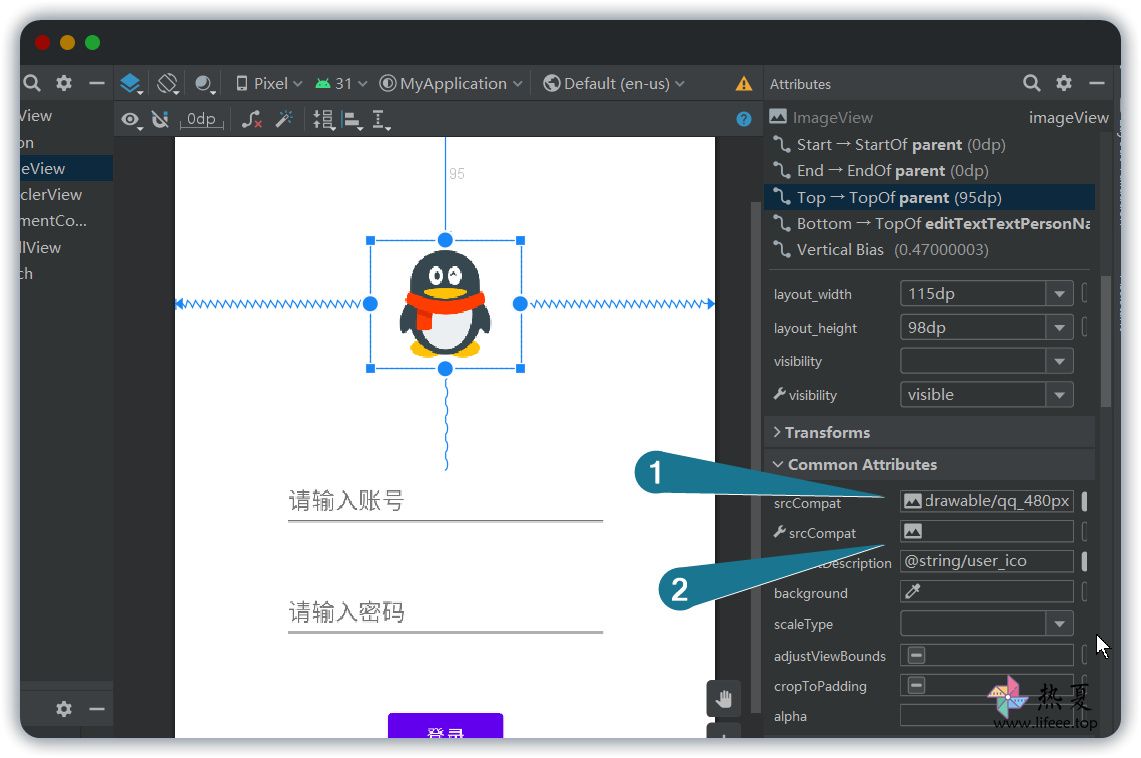 Pixel
31
MyApplication
Default (en-us)
Attributes
View
on
0dp
ImageView
imageView
eView
Start → StartOf parent (0dp)
End → EndOf parent (0dp)
95
clerView
Top → TopOf parent (95dp)
mentCo...
Bottom → TopOf editTextTextPersonNa
llView
Vertical Bias (0.47000003)
ch
layout_width
115dp
layout_height
98dp
visibility
visibility
visible
Transforms
Common Attributes
1
srcCompat
drawable/qq_480px
请输入账号
srcCompat
2
tDescription
@string/user_ico
background
请输入密码
scaleType
adjustViewBounds
cropToPadding
热夏
alpha
www.lifeee.top
登录